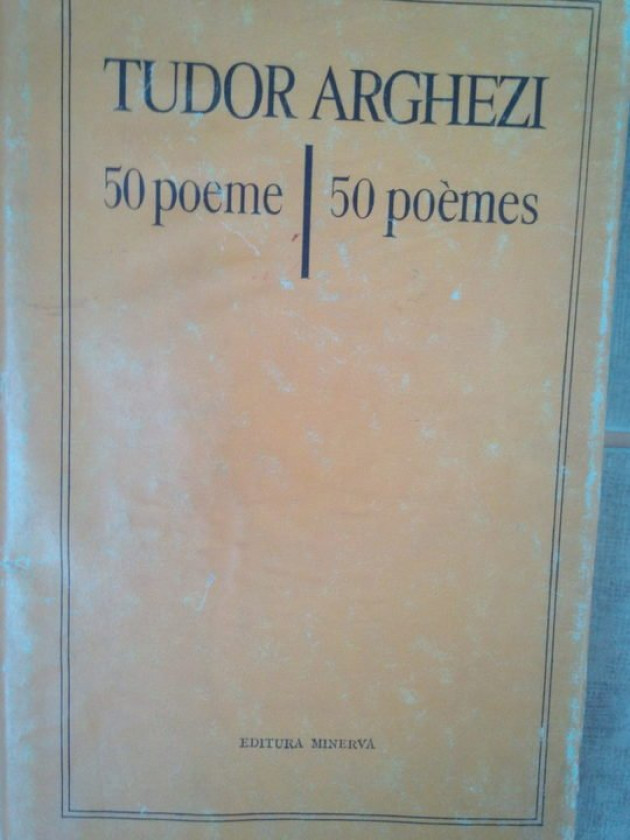 TUDOR ARGHEZI
50 poeme | 50 poèmes
EDITURA MINERVA